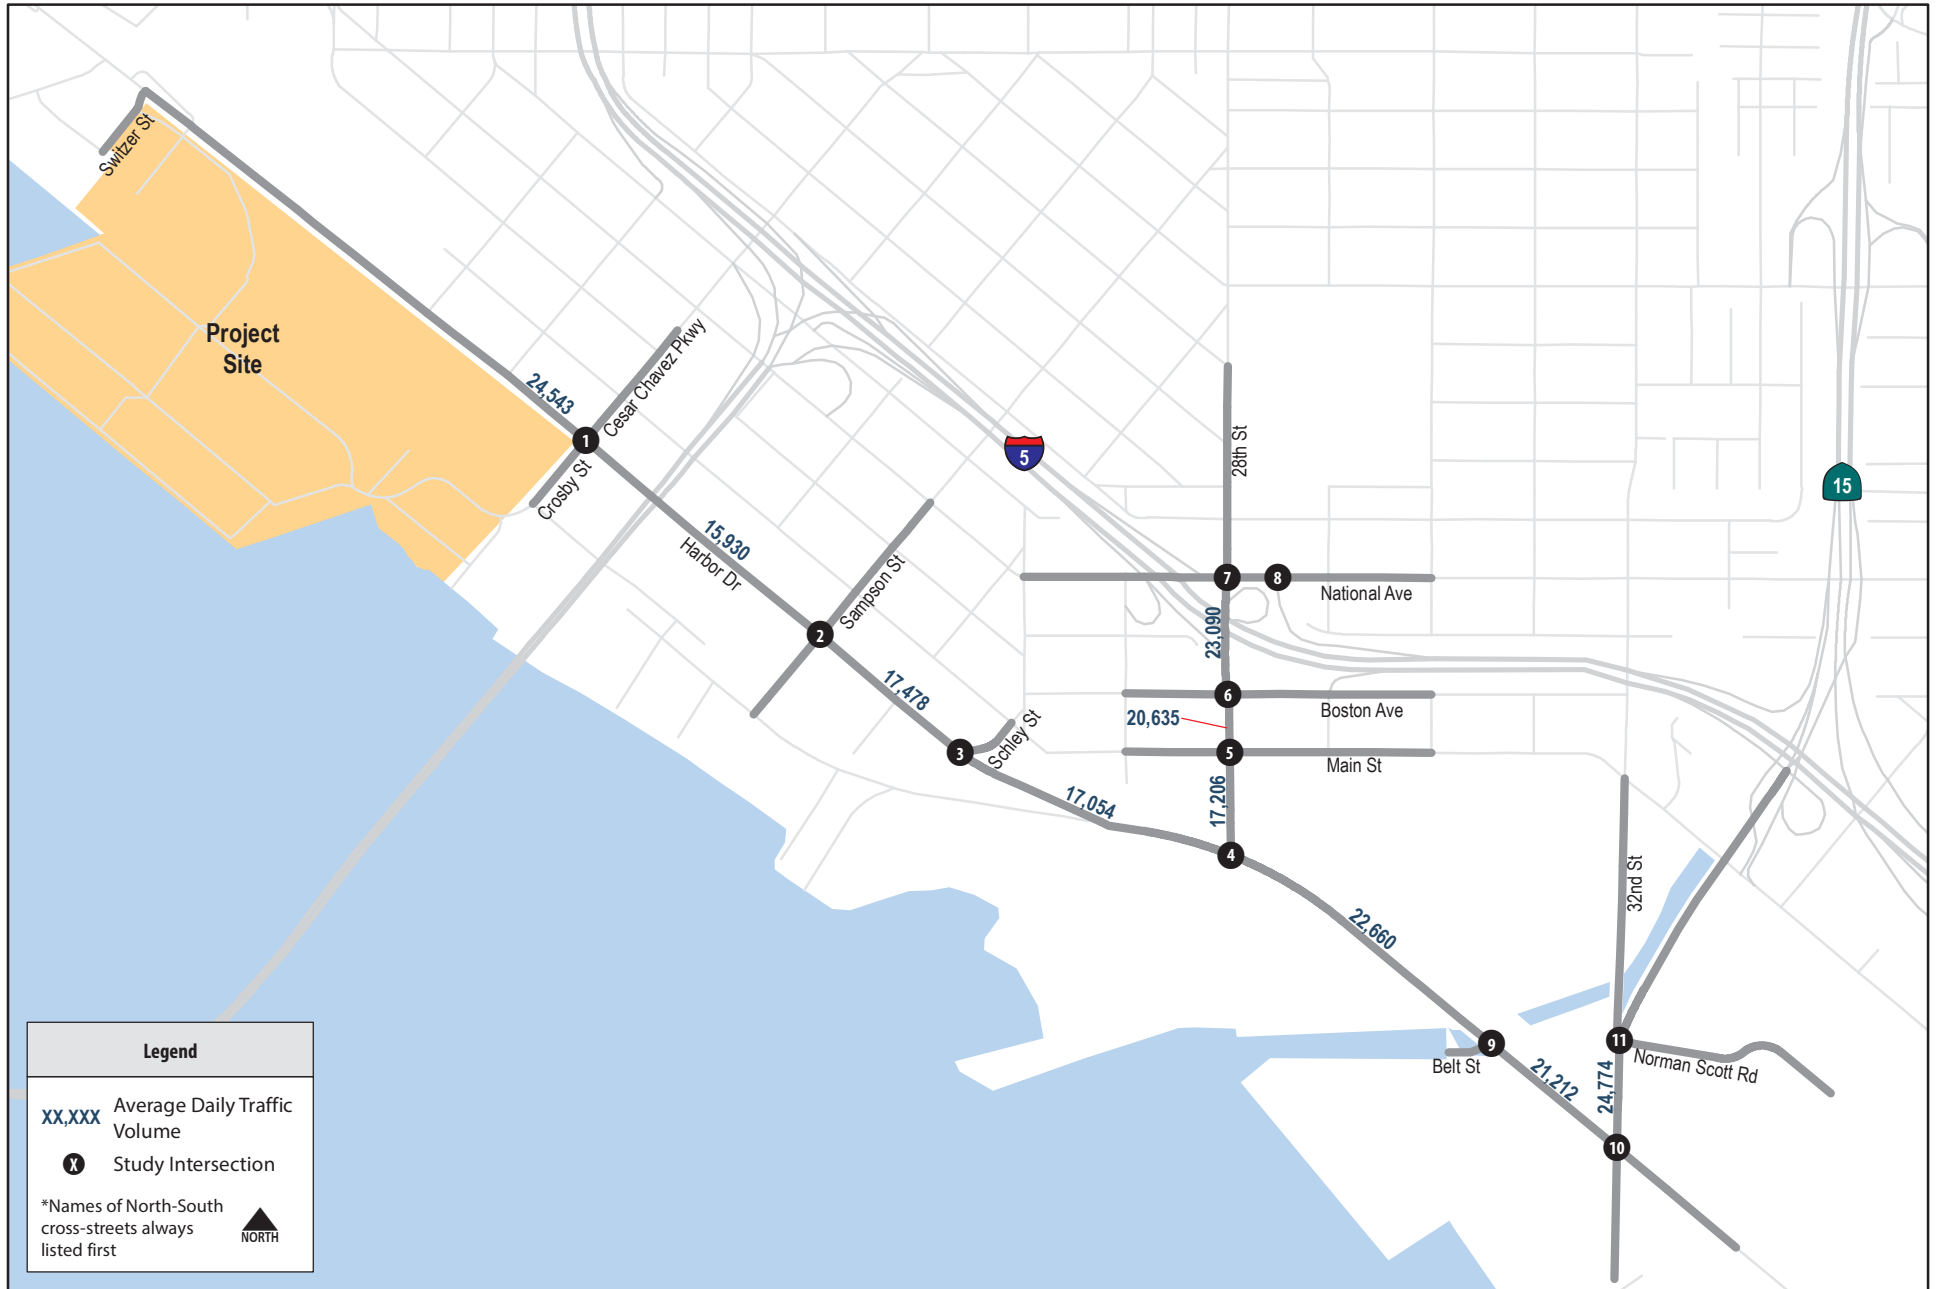 Switzer St
Project
Site
24,543
Cesar Chavez Pkwy
1
Crosby St
5
28th St
15
15,930
Harbor Dr
Sampson St
2
7
8
National Ave
23,090
17,478
6
Boston Ave
20,635
Schley St
3
5
Main St
17,054
17,206
4
32nd St
22,660
9
Belt St
11
Norman Scott Rd
21,212
24,774
10
Legend
XX,XXX
Average Daily Traffic
Volume
X
Study Intersection
*Names of North-South
cross-streets always
listed first
NORTH